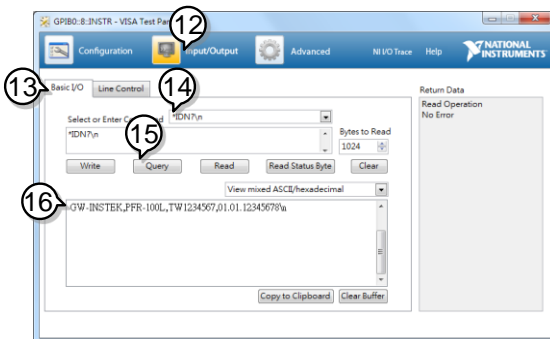 GPIB0::8::INSTR - VISA Test Pan
12
Configuration
Input/Output
Advanced
NI I/O Trace
Help
NATIONAL
INSTRUMENTS
13
Basic I/O
Line Control
14
Return Data
Read Operation
No Error
Select or Enter Co
*IDN?\n
*IDN?\n
15
Bytes to Read
1024
Write
Query
Read
Read Status Byte
Clear
View mixed ASCII/hexadecimal
16
GW-INSTEK,PFR-100L,TW1234567,01.01.12345678\n
Copy to Clipboard
Clear Buffer